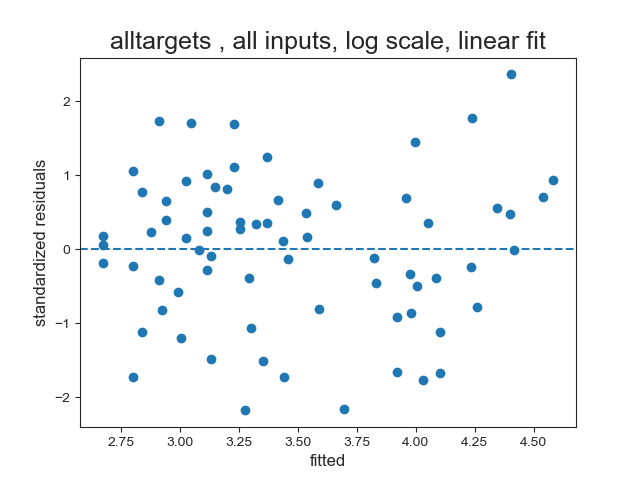 alltargets , all inputs, log scale, linear fit
standardized residuals
2
1
0
−1
−2
2.75 3.00 3.25 3.50 3.75 4.00 4.25 4.50
fitted